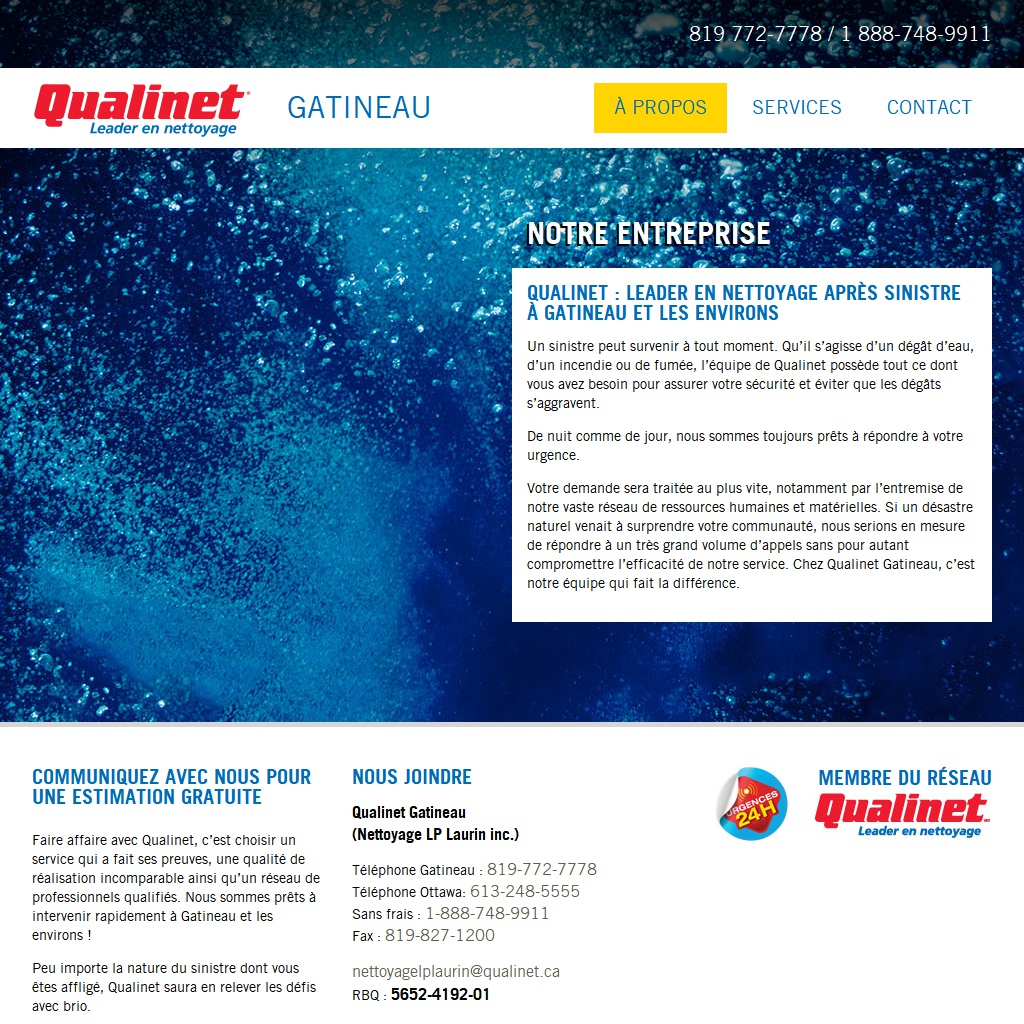 819 772-7778 / 1 888-748-9911
Qualinet
Leader en nettoyage
GATINEAU
À PROPOS
SERVICES
CONTACT
NOTRE ENTREPRISE
QUALINET : LEADER EN NETTOYAGE APRÈS SINISTRE
À GATINEAU ET LES ENVIRONS
Un sinistre peut survenir à tout moment. Qu’il s’agisse d’un dégât d’eau,
d’un incendie ou de fumée, l’équipe de Qualinet possède tout ce dont
vous avez besoin pour assurer votre sécurité et éviter que les dégâts
s’aggravent.
De nuit comme de jour, nous sommes toujours prêts à répondre à votre
urgence.
Votre demande sera traitée au plus vite, notamment par l’entremise de
notre vaste réseau de ressources humaines et matérielles. Si un désastre
naturel venait à surprendre votre communauté, nous serions en mesure
de répondre à un très grand volume d’appels sans pour autant
compromettre l’efficacité de notre service. Chez Qualinet Gatineau, c’est
notre équipe qui fait la différence.
COMMUNIQUEZ AVEC NOUS POUR
UNE ESTIMATION GRATUITE
Faire affaire avec Qualinet, c’est choisir un
service qui a fait ses preuves, une qualité de
réalisation incomparable ainsi qu’un réseau de
professionnels qualifiés. Nous sommes prêts à
intervenir rapidement à Gatineau et les
environs !
Peu importe la nature du sinistre dont vous
êtes affligé, Qualinet saura en relever les défis
avec brio.
NOUS JOINDRE
Qualinet Gatineau
(Nettoyage LP Laurin inc.)
Téléphone Gatineau : 819-772-7778
Téléphone Ottawa: 613-248-5555
Sans frais : 1-888-748-9911
Fax : 819-827-1200
nettoyagelplaurin@qualinet.ca
RBQ : 5652-4192-01
URGENCES
24H
MEMBRE DU RÉSEAU
Qualinet
Leader en nettoyage